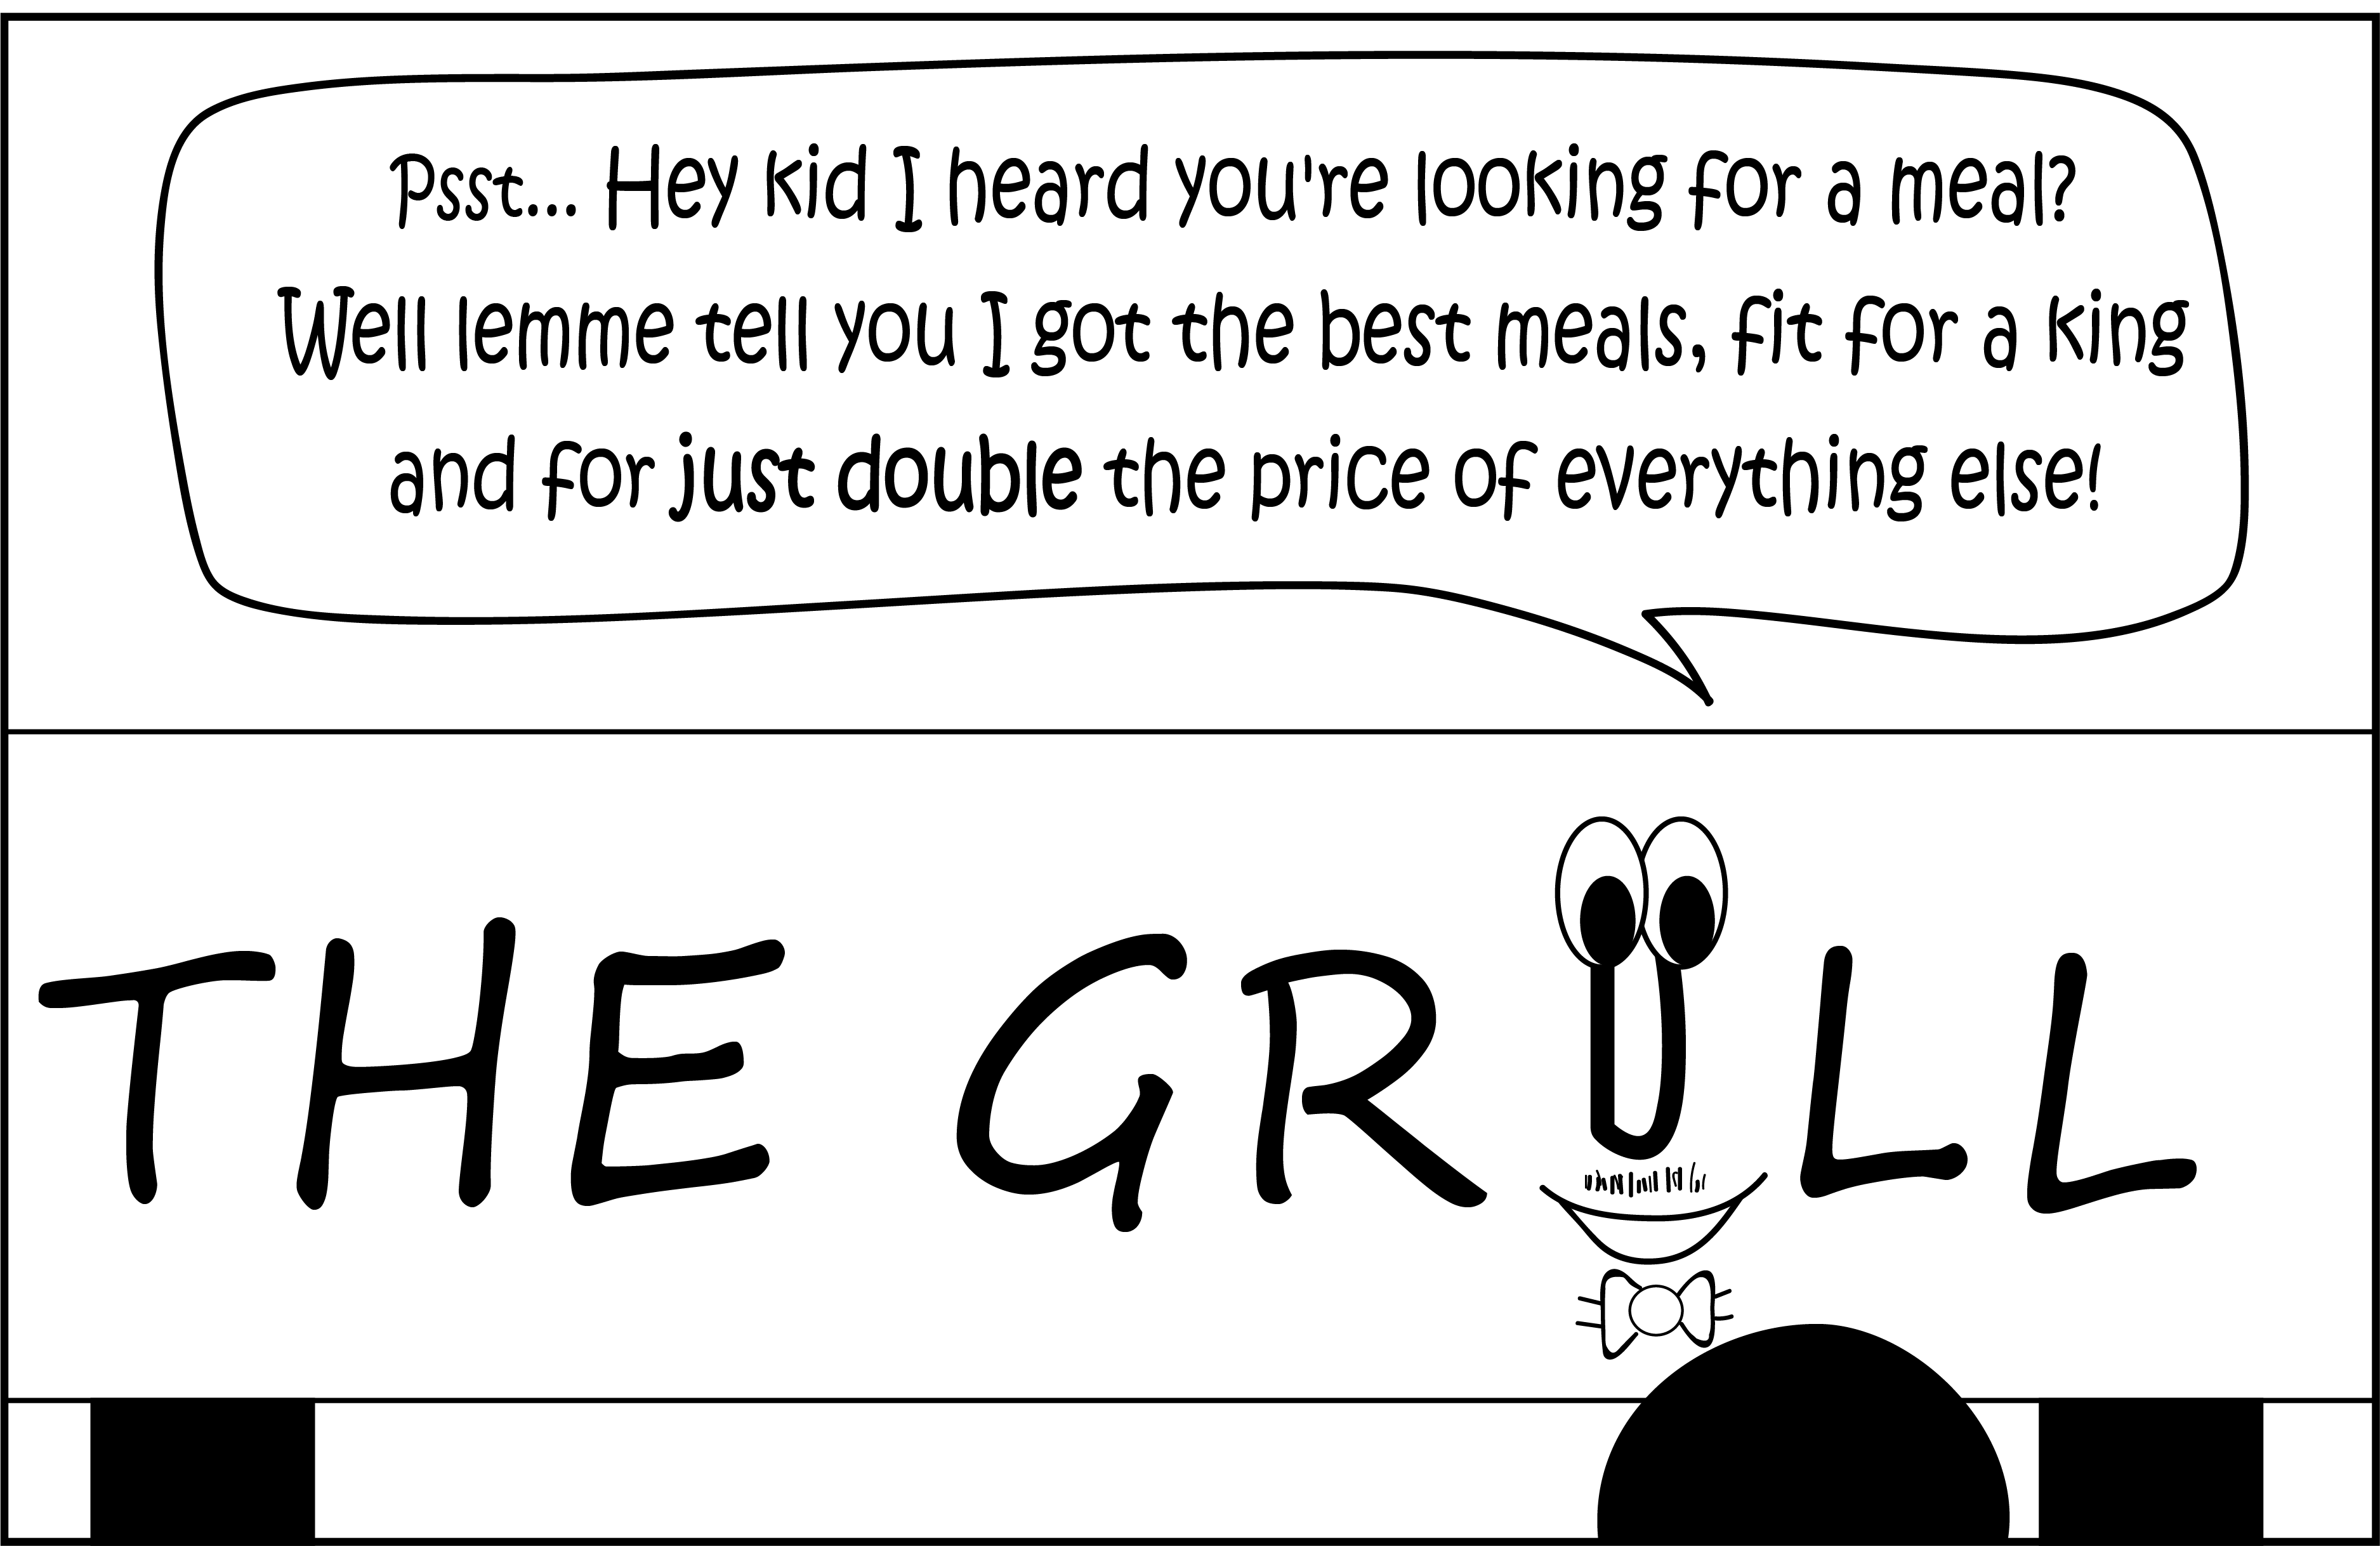 Psst... Hey kid I heard you're looking for a meal?
Well lemme tell you I got the best meals, fit for a king
and for just double the price of everything else!
THE GRILL